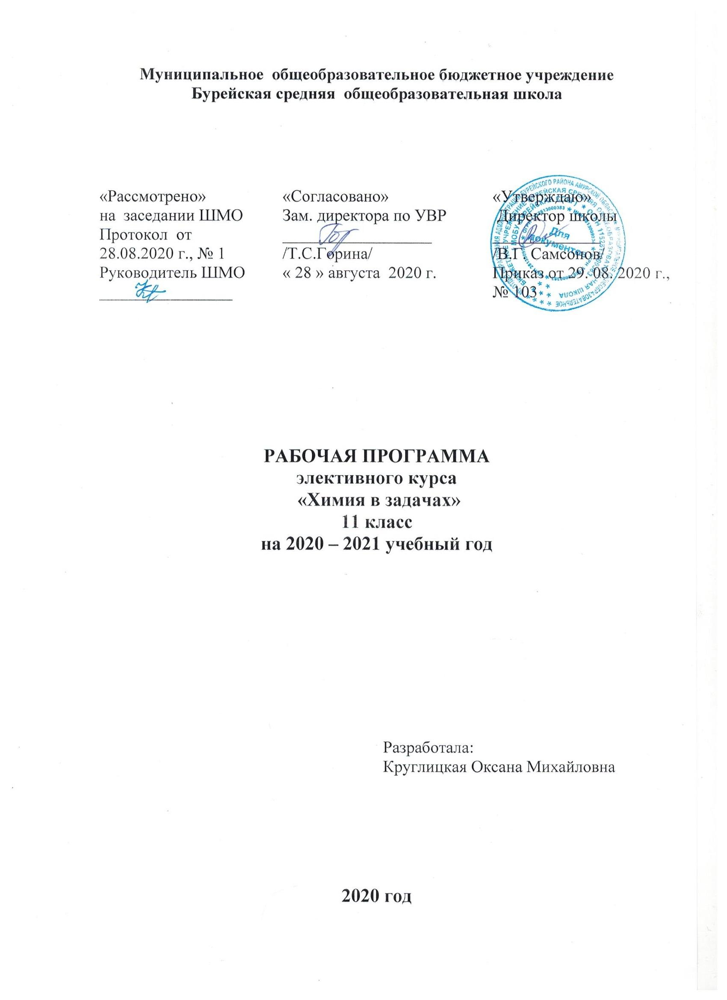 Муниципальное общеобразовательное бюджетное учреждение
Бурейская средняя общеобразовательная школа
«Рассмотрено»
на заседании ШМО
Протокол от
28.08.2020 г., № 1
Руководитель ШМО
«Согласовано»
Зам. директора по УВР
/Т.С.Горина/
« 28 » августа 2020 г.
«Утверждаю»
Директор школы
/В.Г. Самсонов/
Приказ от 29. 08. 2020 г.,
№ 103
Для
документов
РАБОЧАЯ ПРОГРАММА
элективного курса
«Химия в задачах»
11 класс
на 2020 – 2021 учебный год
Разработала:
Круглицкая Оксана Михайловна
2020 год